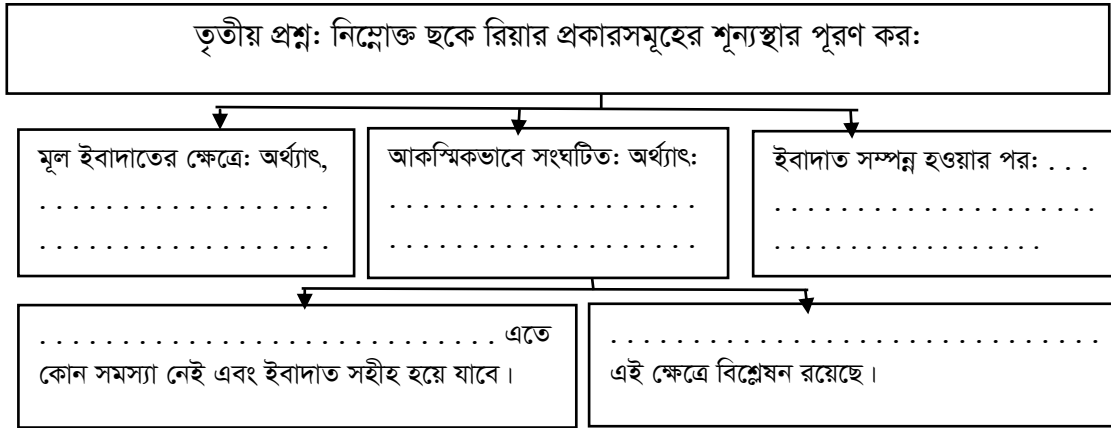 তৃতীয় প্রশ্ন: নিম্নোক্ত ছকে রিয়ার প্রকারসমূহের শূন্যস্থার পূরণ কর:
মূল ইবাদাতের ক্ষেত্রে: অর্থ্যাৎ,
. . . . . . . . . . . . . . . . . .
. . . . . . . . . . . . . . . . . .
আকস্মিকভাবে সংঘটিত: অর্থ্যাৎ:
. . . . . . . . . . . . . . . . . . .
. . . . . . . . . . . . . . . . . . .
ইবাদাত সম্পন্ন হওয়ার পর: . . .
. . . . . . . . . . . . . . . . . . . .
. . . . . . . . . . . . . . . . .
. . . . . . . . . . . . . . . . . . . . . . . . . . . . এতে
কোন সমস্যা নেই এবং ইবাদাত সহীহ হয়ে যাবে।
. . . . . . . . . . . . . . . . . . . . . . . . . . . . . .
এই ক্ষেত্রে বিশ্লেষন রয়েছে।